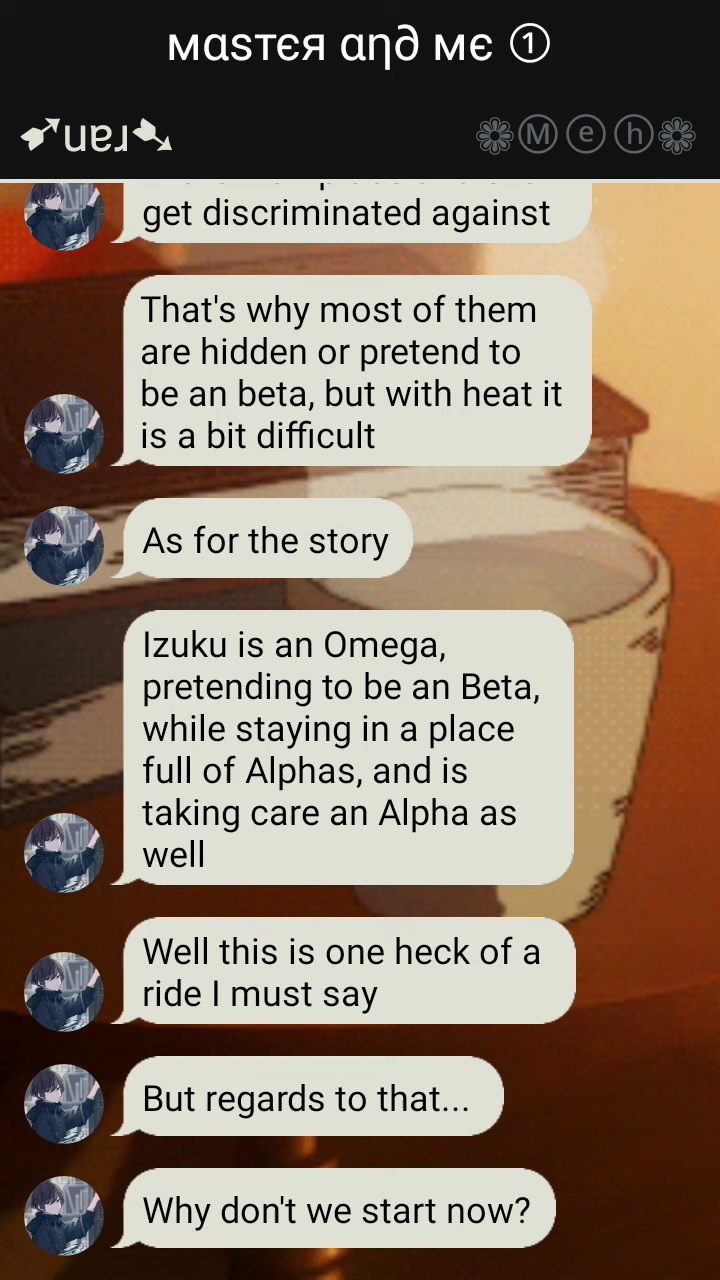 мαѕтєя αη∂ мє ①
➶uɐɹ➴
❁Ⓜⓔⓗ❁
get discriminated against
That's why most of them
are hidden or pretend to
be an beta, but with heat it
is a bit difficult
As for the story
Izuku is an Omega,
pretending to be an Beta,
while staying in a place
full of Alphas, and is
taking care an Alpha as
well
Well this is one heck of a
ride I must say
But regards to that...
Why don't we start now?